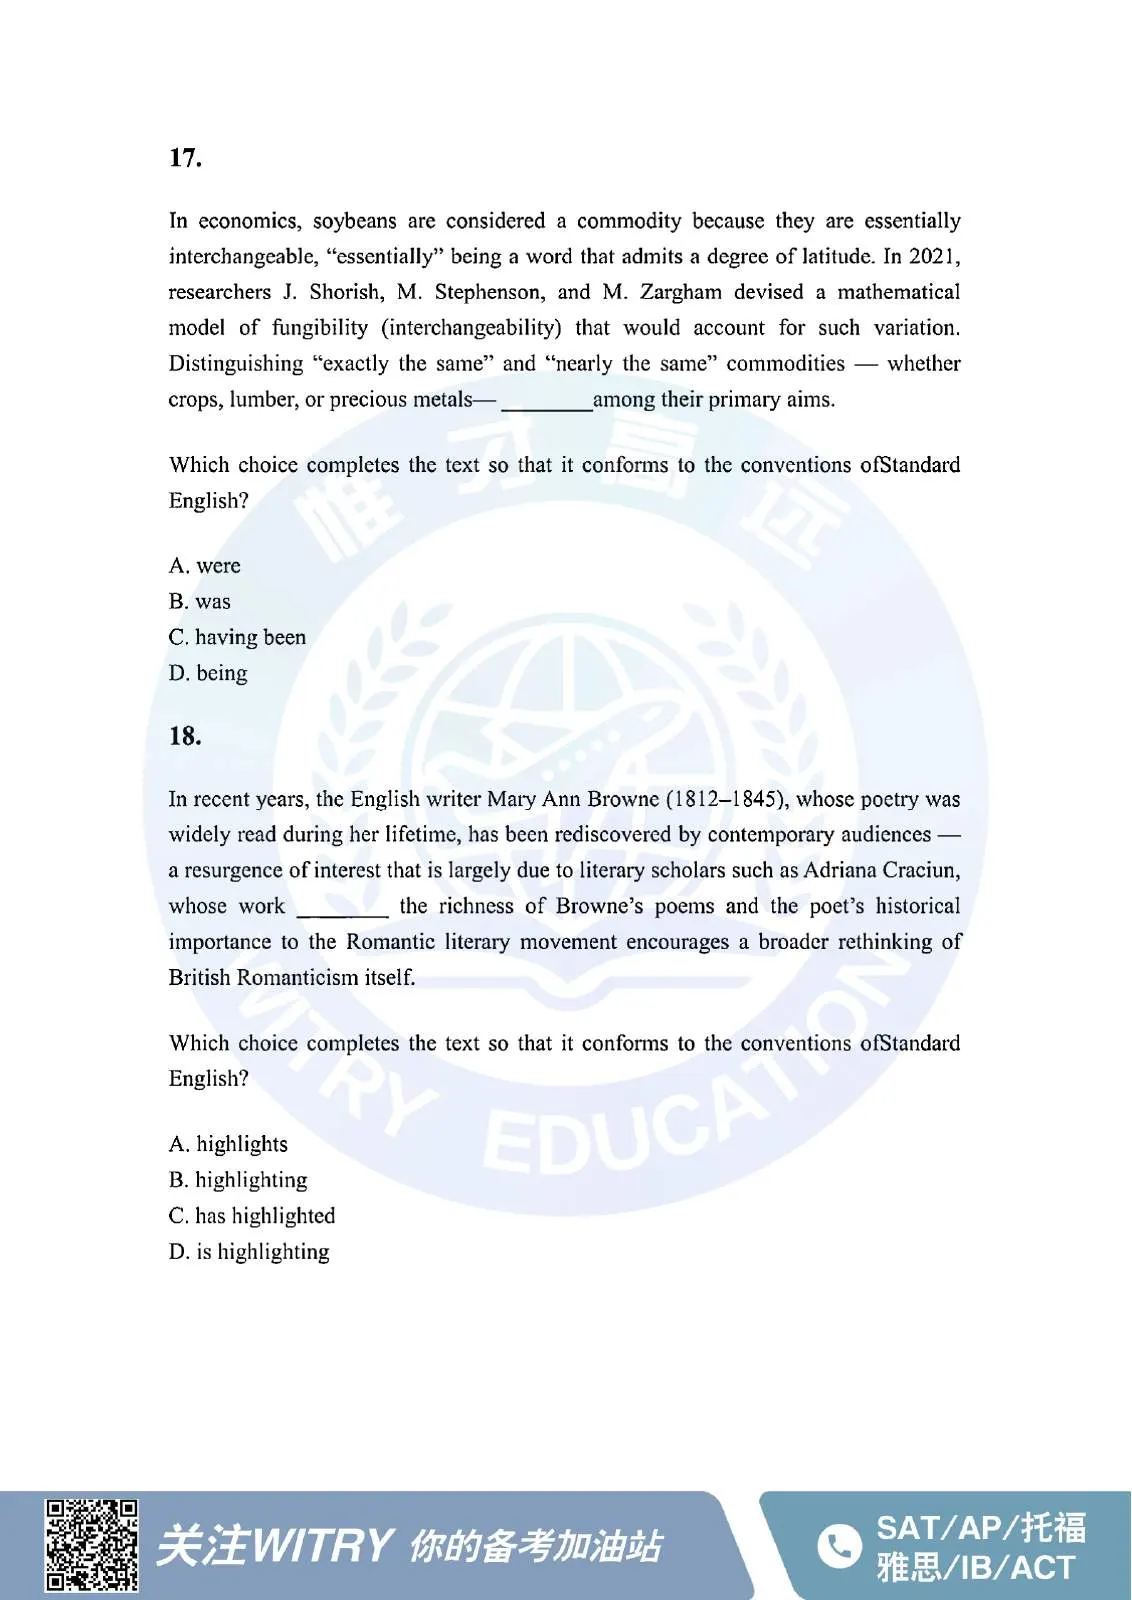 17.
In economics, soybeans are considered a commodity because they are essentially
interchangeable, “essentially” being a word that admits a degree of latitude. In 2021,
researchers J. Shorish, M. Stephenson, and M. Zargham devised a mathematical
model of fungibility (interchangeability) that would account for such variation.
Distinguishing “exactly the same” and “nearly the same” commodities — whether
crops, lumber, or precious metals— ________among their primary aims.
Which choice completes the text so that it conforms to the conventions ofStandard
English?
A. were
B. was
C. having been
D. being
18.
In recent years, the English writer Mary Ann Browne (1812–1845), whose poetry was
widely read during her lifetime, has been rediscovered by contemporary audiences —
a resurgence of interest that is largely due to literary scholars such as Adriana Craciun,
whose work ________ the richness of Browne’s poems and the poet’s historical
importance to the Romantic literary movement encourages a broader rethinking of
British Romanticism itself.
Which choice completes the text so that it conforms to the conventions ofStandard
English?
A. highlights
B. highlighting
C. has highlighted
D. is highlighting
惟才高远
WITRY EDUCATION
关注WITRY 你的备考加油站
SAT/AP/托福
雅思/IB/ACT